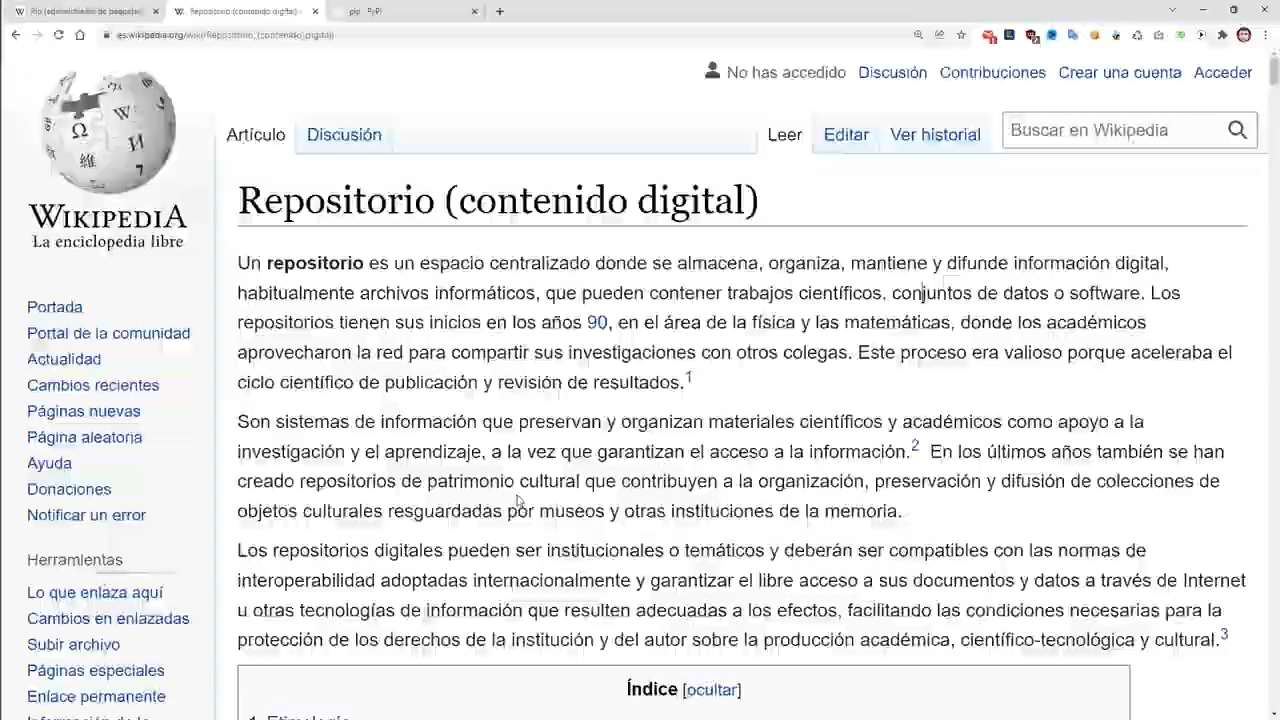 Pip (administrador de paquetes)
Repositorio (contenido digital)
pip · PyPI
es.wikipedia.org/wiki/Repositorio_(contenido_digital)
No has accedido Discusión Contribuciones Crear una cuenta Acceder
Artículo Discusión Leer Editar Ver historial Buscar en Wikipedia
WIKIPEDIA
La enciclopedia libre
Portada
Portal de la comunidad
Actualidad
Cambios recientes
Páginas nuevas
Página aleatoria
Ayuda
Donaciones
Notificar un error
Herramientas
Lo que enlaza aquí
Cambios en enlazadas
Subir archivo
Páginas especiales
Enlace permanente
Información de la
Repositorio (contenido digital)
Un repositorio es un espacio centralizado donde se almacena, organiza, mantiene y difunde información digital,
habitualmente archivos informáticos, que pueden contener trabajos científicos, conjuntos de datos o software. Los
repositorios tienen sus inicios en los años 90, en el área de la física y las matemáticas, donde los académicos
aprovecharon la red para compartir sus investigaciones con otros colegas. Este proceso era valioso porque aceleraba el
ciclo científico de publicación y revisión de resultados.1
Son sistemas de información que preservan y organizan materiales científicos y académicos como apoyo a la
investigación y el aprendizaje, a la vez que garantizan el acceso a la información.2 En los últimos años también se han
creado repositorios de patrimonio cultural que contribuyen a la organización, preservación y difusión de colecciones de
objetos culturales resguardadas por museos y otras instituciones de la memoria.
Los repositorios digitales pueden ser institucionales o temáticos y deberán ser compatibles con las normas de
interoperabilidad adoptadas internacionalmente y garantizar el libre acceso a sus documentos y datos a través de Internet
u otras tecnologías de información que resulten adecuadas a los efectos, facilitando las condiciones necesarias para la
protección de los derechos de la institución y del autor sobre la producción académica, científico-tecnológica y cultural.3
Índice [ocultar]
1 Etimología